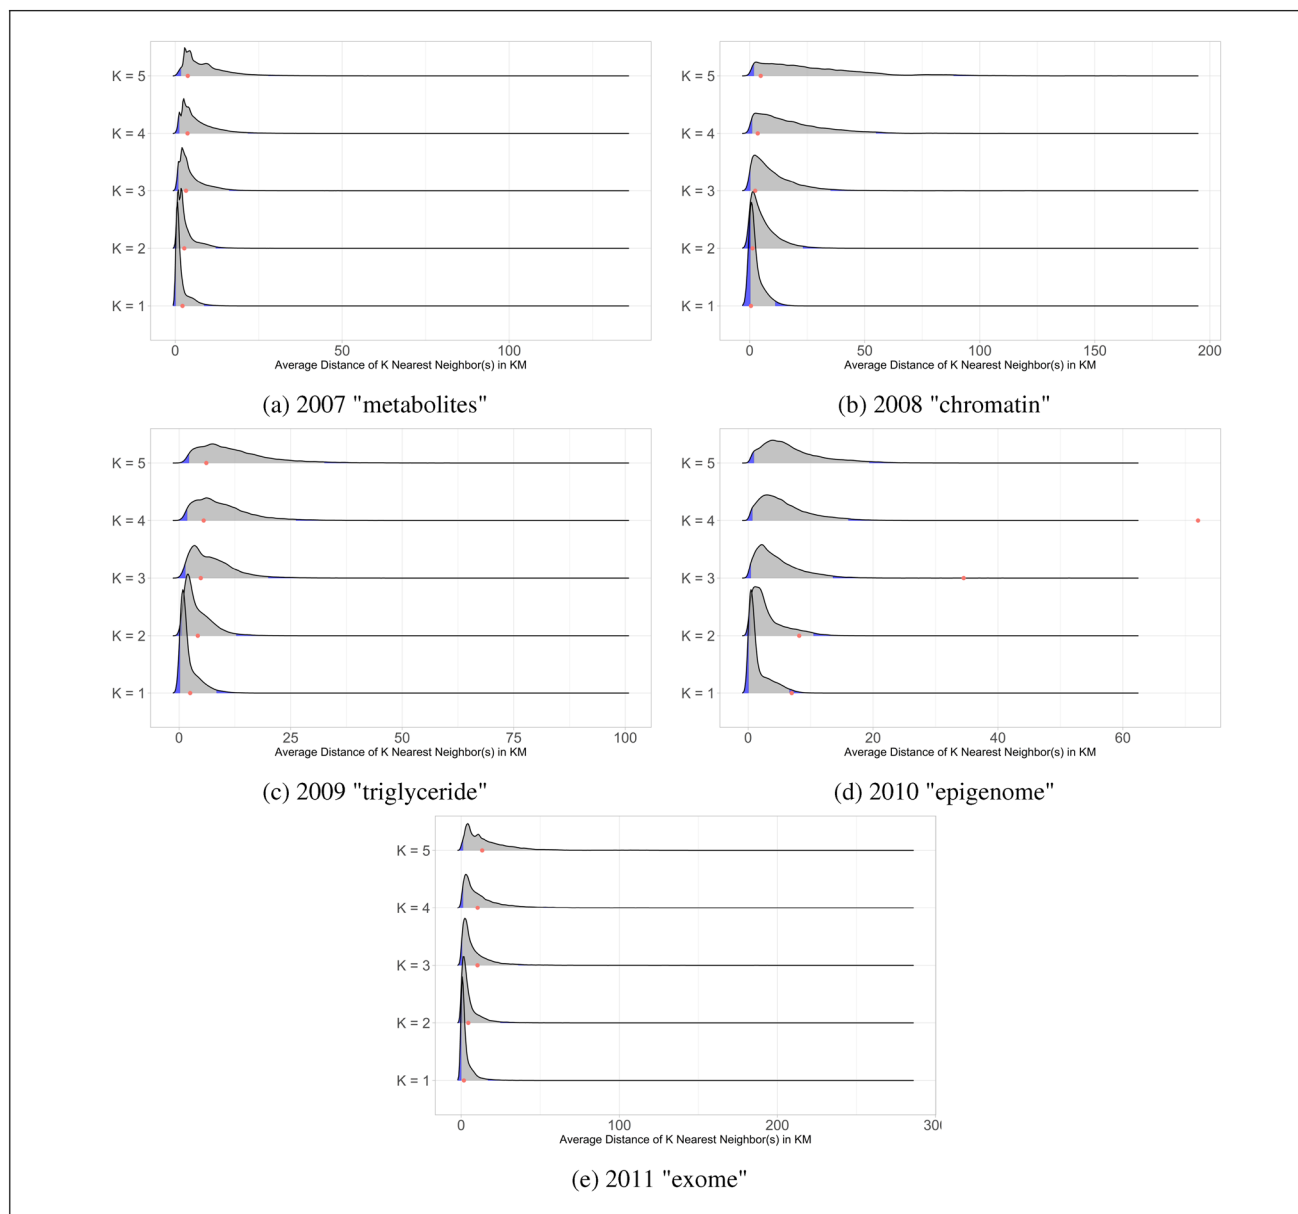 K = 5
K = 4
K = 3
K = 2
K = 1
0 50 100
Average Distance of K Nearest Neighbor(s) in KM
(a) 2007 "metabolites"
K = 5
K = 4
K = 3
K = 2
K = 1
0 50 100 150 200
Average Distance of K Nearest Neighbor(s) in KM
(b) 2008 "chromatin"
K = 5
K = 4
K = 3
K = 2
K = 1
0 25 50 75 100
Average Distance of K Nearest Neighbor(s) in KM
(c) 2009 "triglyceride"
K = 5
K = 4
K = 3
K = 2
K = 1
0 20 40 60
Average Distance of K Nearest Neighbor(s) in KM
(d) 2010 "epigenome"
K = 5
K = 4
K = 3
K = 2
K = 1
0 100 200
Average Distance of K Nearest Neighbor(s) in KM
(e) 2011 "exome"